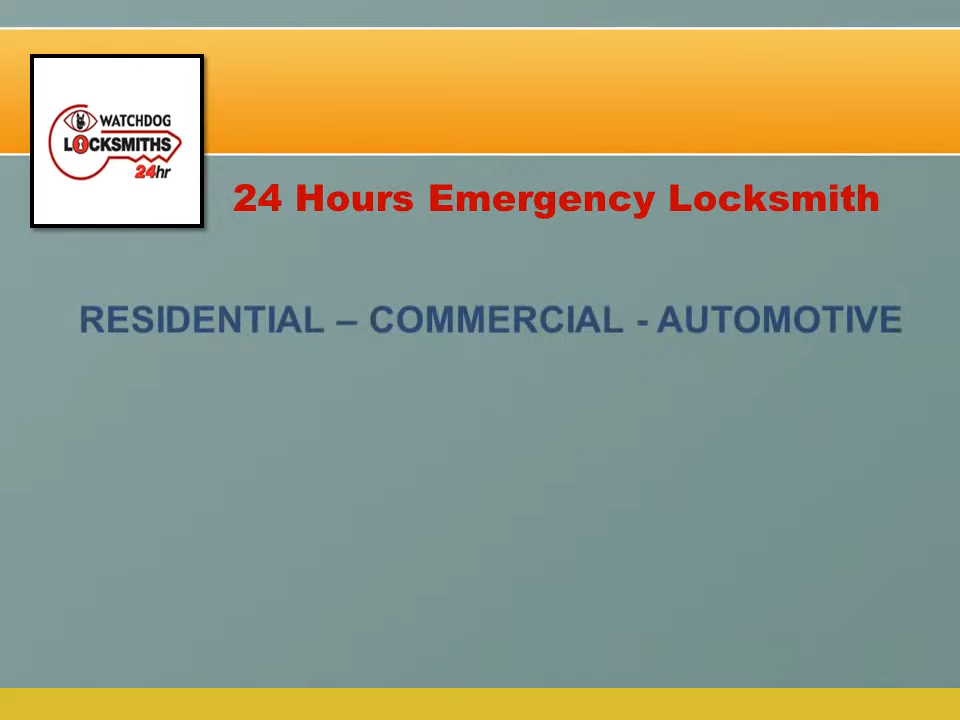 WATCHDOG
LOCKSMITHS
24hr
24 Hours Emergency Locksmith
RESIDENTIAL – COMMERCIAL - AUTOMOTIVE